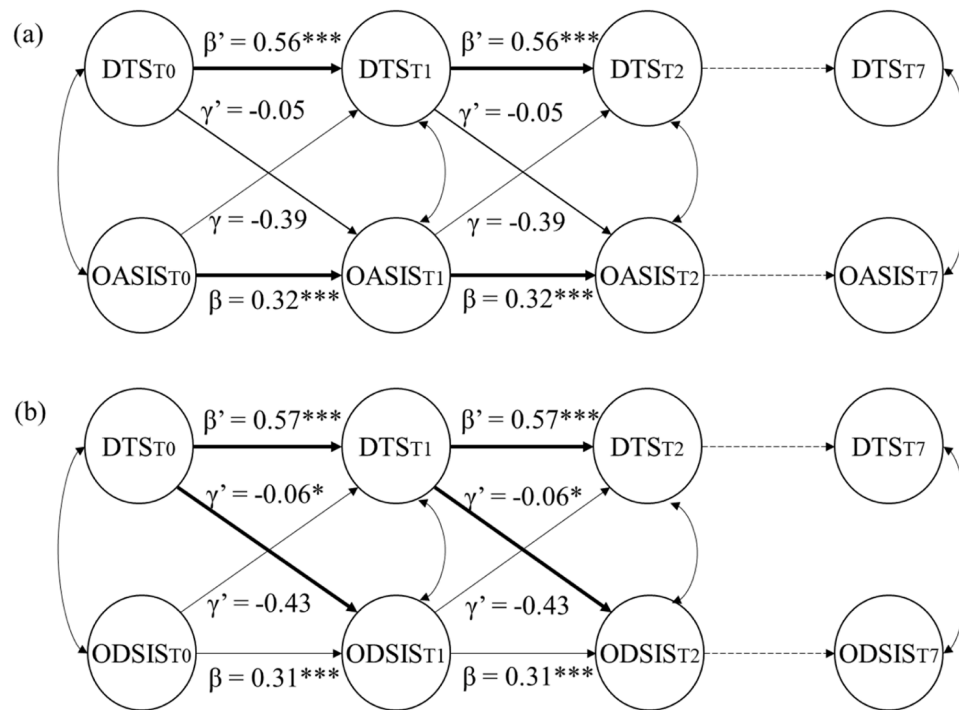 (a)
β’ = 0.56*** β’ = 0.56***
DTST0 DTST1 DTST2 DTST7
γ’ = -0.05 γ’ = -0.05
γ = -0.39 γ = -0.39
OASIST0 OASIST1 OASIST2 OASIST7
β = 0.32*** β = 0.32***
(b)
β’ = 0.57*** β’ = 0.57***
DTST0 DTST1 DTST2 DTST7
γ’ = -0.06* γ’ = -0.06*
γ’ = -0.43 γ’ = -0.43
ODSIST0 ODSIST1 ODSIST2 ODSIST7
β = 0.31*** β = 0.31***